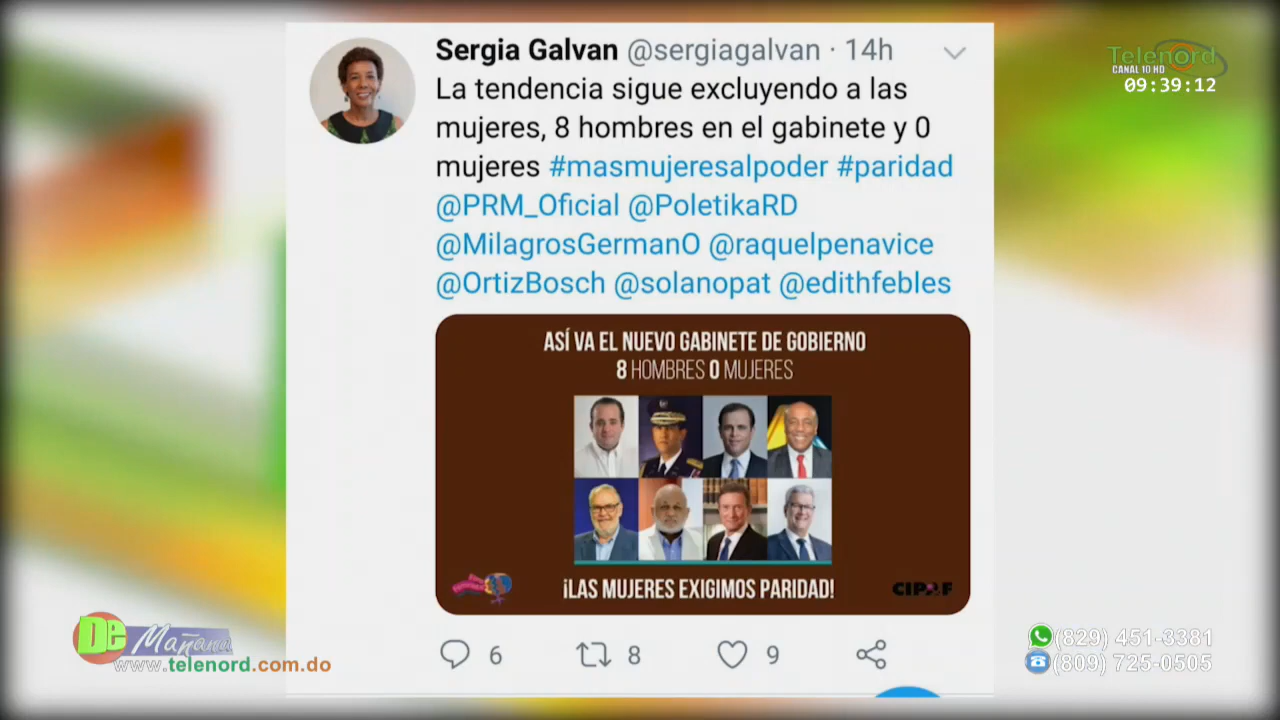 Sergia Galvan @sergiagalvan · 14h
La tendencia sigue excluyendo a las
mujeres, 8 hombres en el gabinete y 0
mujeres #masmujeresalpoder #paridad
@PRM_Oficial @PoletikaRD
@MilagrosGermanO @raquelpenavice
@OrtizBosch @solanopat @edithfebles
ASÍ VA EL NUEVO GABINETE DE GOBIERNO
8 HOMBRES 0 MUJERES
¡LAS MUJERES EXIGIMOS PARIDAD!
CIPAF
6 8 9
Telenord
CANAL 10 HD
09:39:12
De Mañana
www.telenord.com.do
(829) 451-3381
(809) 725-0505